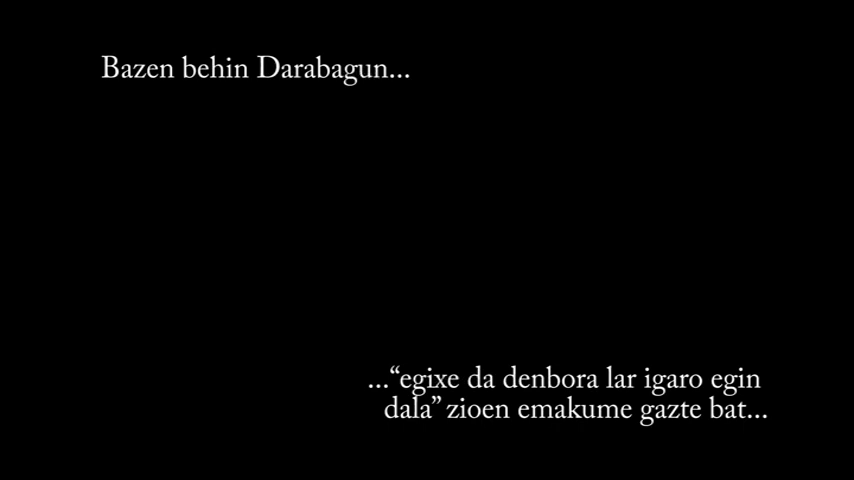 Bazen behin Darabagun...
...“egixe da denbora lar igaro egin
dala” zioen emakume gazte bat...